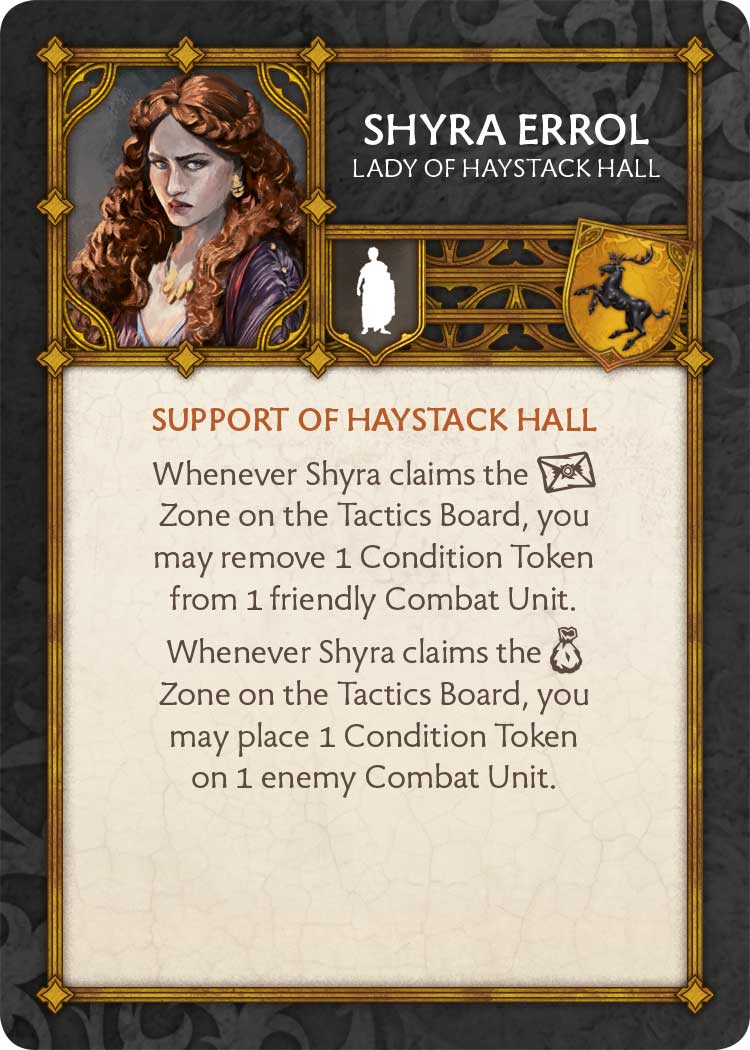 SHYRA ERROL
LADY OF HAYSTACK HALL
SUPPORT OF HAYSTACK HALL
Whenever Shyra claims the
Zone on the Tactics Board, you
may remove 1 Condition Token
from 1 friendly Combat Unit.
Whenever Shyra claims the
Zone on the Tactics Board, you
may place 1 Condition Token
on 1 enemy Combat Unit.